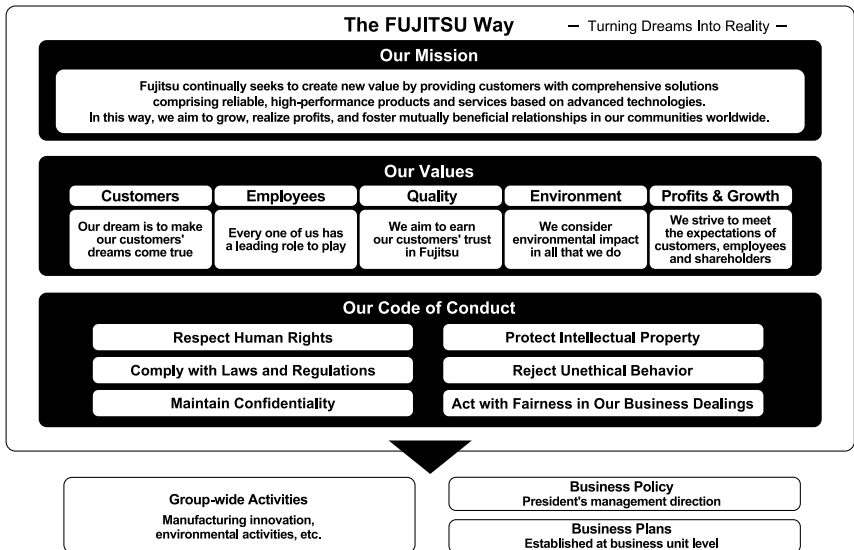 The FUJITSU Way — Turning Dreams Into Reality —
Our Mission
Fujitsu continually seeks to create new value by providing customers with comprehensive solutions
comprising reliable, high-performance products and services based on advanced technologies.
In this way, we aim to grow, realize profits, and foster mutually beneficial relationships in our communities worldwide.
Our Values
Customers
Our dream is to make
our customers'
dreams come true
Employees
Every one of us has
a leading role to play
Quality
We aim to earn
our customers' trust
in Fujitsu
Environment
We consider
environmental impact
in all that we do
Profits & Growth
We strive to meet
the expectations of
customers, employees
and shareholders
Our Code of Conduct
Respect Human Rights
Protect Intellectual Property
Comply with Laws and Regulations
Reject Unethical Behavior
Maintain Confidentiality
Act with Fairness in Our Business Dealings
Group-wide Activities
Manufacturing innovation,
environmental activities, etc.
Business Policy
President's management direction
Business Plans
Established at business unit level